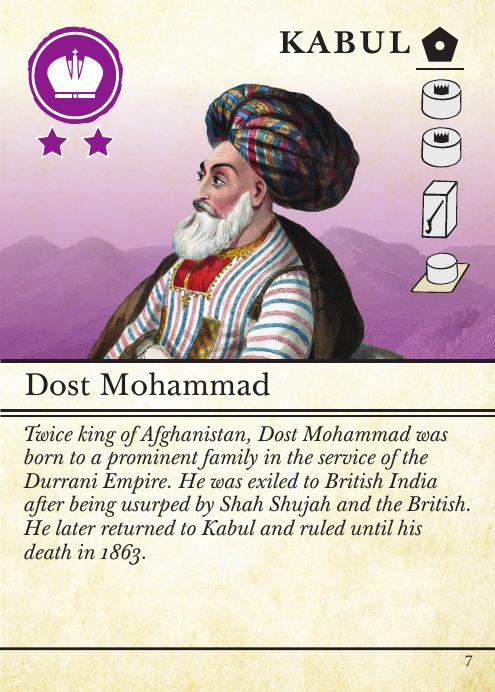 KABUL
Dost Mohammad
Twice king of Afghanistan, Dost Mohammad was
born to a prominent family in the service of the
Durrani Empire. He was exiled to British India
after being usurped by Shah Shujah and the British.
He later returned to Kabul and ruled until his
death in 1863.
7